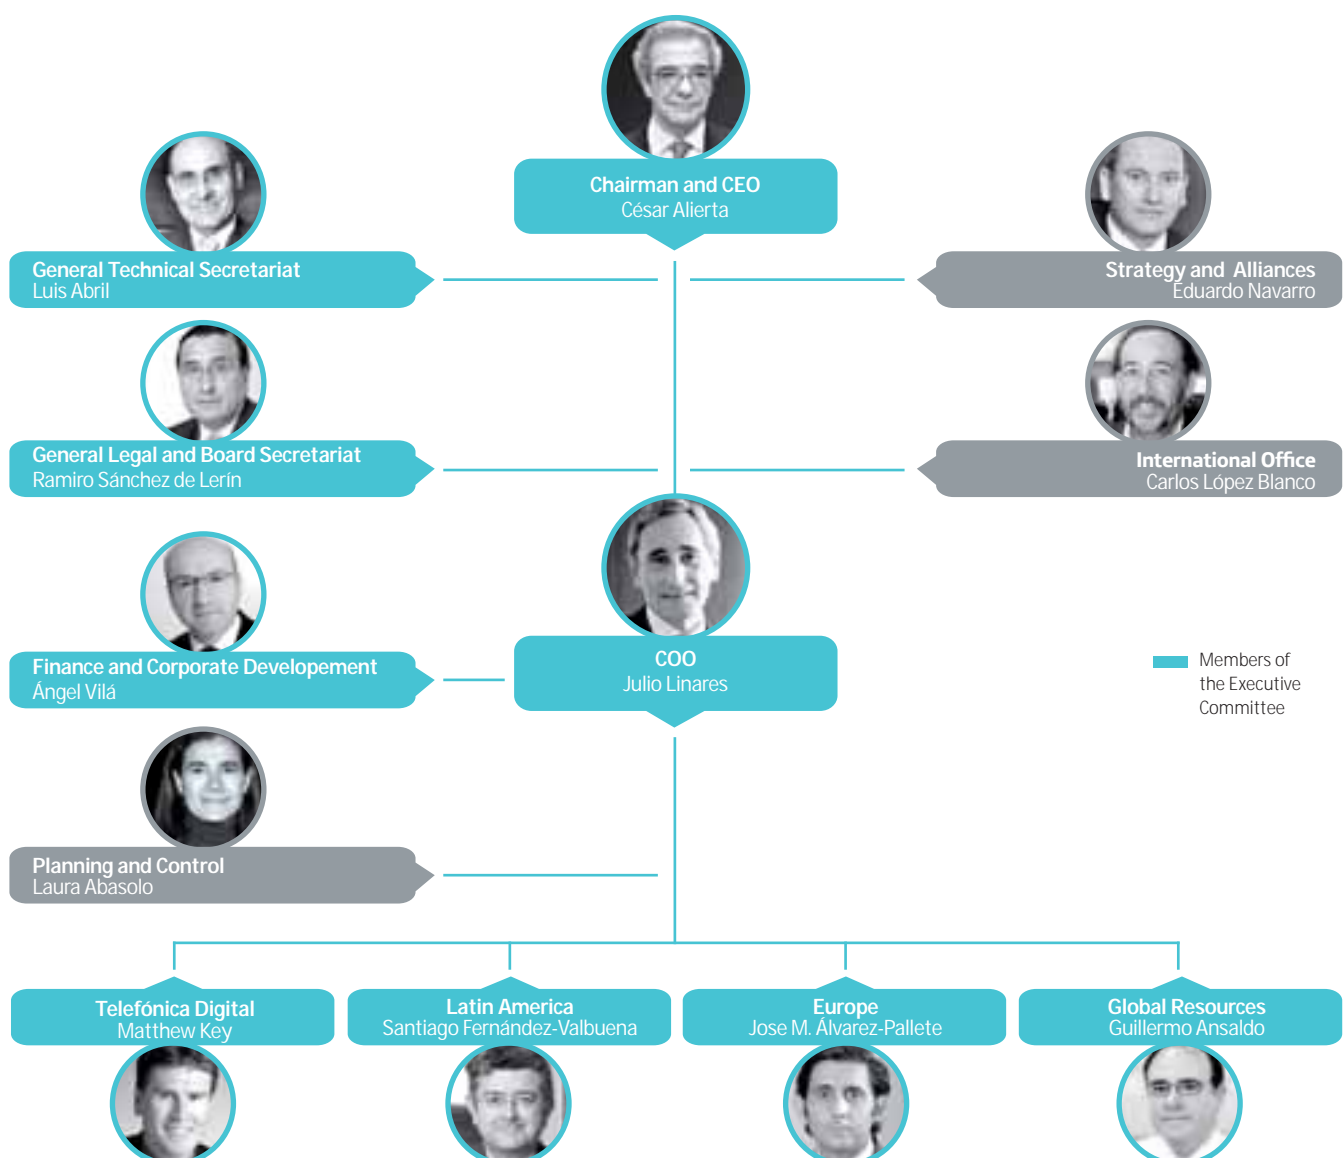 Chairman and CEO
César Alierta
General Technical Secretariat
Luis Abril
Strategy and Alliances
Eduardo Navarro
General Legal and Board Secretariat
Ramiro Sánchez de Lerín
International Office
Carlos López Blanco
Finance and Corporate Developement
Ángel Vilá
COO
Julio Linares
Members of
the Executive
Committee
Planning and Control
Laura Abasolo
Telefónica Digital
Matthew Key
Latin America
Santiago Fernández-Valbuena
Europe
Jose M. Álvarez-Pallete
Global Resources
Guillermo Ansaldo